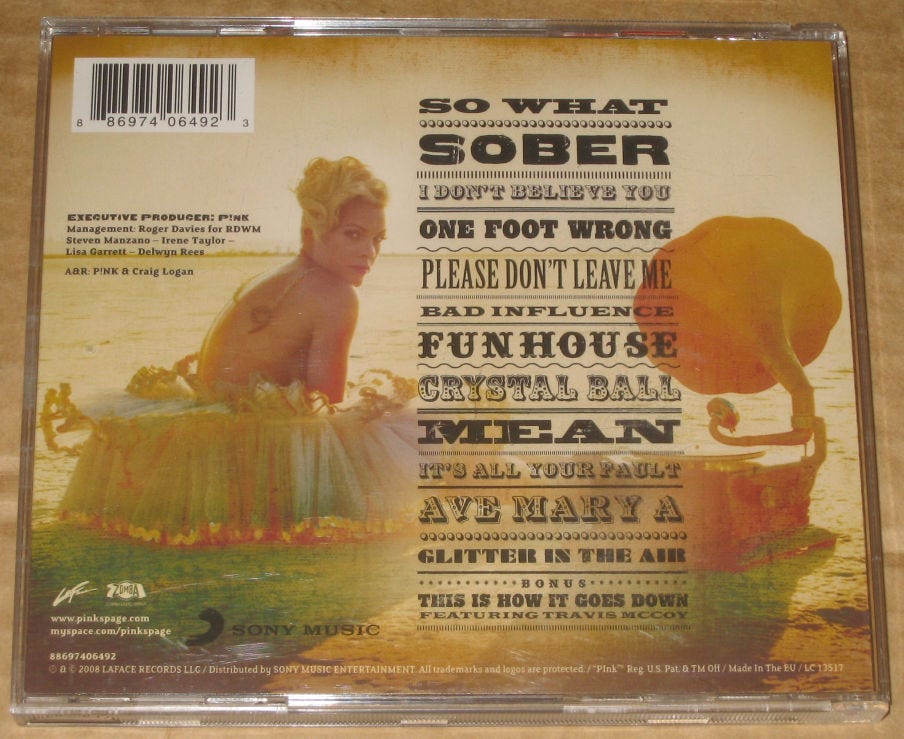 8 86974 06492 3
EXECUTIVE PRODUCER: P!NK
Management: Roger Davies for RDWM
Steven Manzano – Irene Taylor –
Lisa Garrett – Delwyn Rees
A&R: P!NK & Craig Logan
SO WHAT
SOBER
I DON'T BELIEVE YOU
ONE FOOT WRONG
PLEASE DON'T LEAVE ME
BAD INFLUENCE
FUNHOUSE
CRYSTAL BALL
MEAN
IT'S ALL YOUR FAULT
AVE MARY A
GLITTER IN THE AIR
BONUS
THIS IS HOW IT GOES DOWN
FEATURING TRAVIS MCCOY
LaFace
ZOMBA
www.pinkspage.com
myspace.com/pinkspage
SONY MUSIC
88697406492
℗ & © 2008 LAFACE RECORDS LLC / Distributed by SONY MUSIC ENTERTAINMENT. All trademarks and logos are protected. / "P!nk"™ Reg. U.S. Pat. & TM Off / Made In The EU / LC 13517